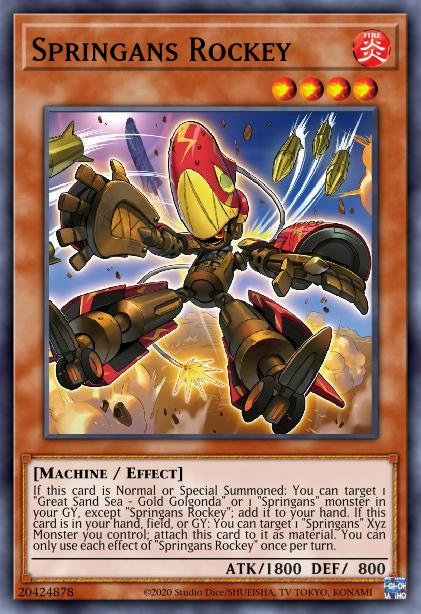 SPRINGANS ROCKEY
FIRE
炎
[MACHINE / EFFECT]
If this card is Normal or Special Summoned: You can target 1
"Great Sand Sea - Gold Golgonda" or 1 "Springans" monster in
your GY, except "Springans Rockey"; add it to your hand. If this
card is in your hand, field, or GY: You can target 1 "Springans" Xyz
Monster you control; attach this card to it as material. You can
only use each effect of "Springans Rockey" once per turn.
ATK/1800 DEF/ 800
20424878
©2020 Studio Dice/SHUEISHA, TV TOKYO, KONAMI